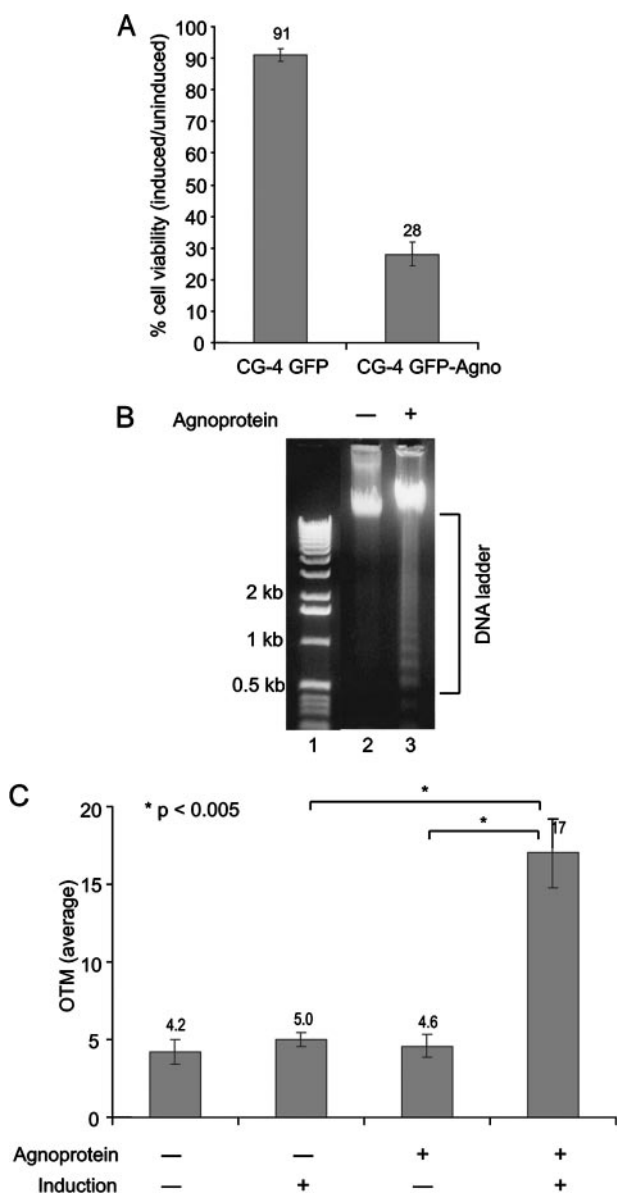 A
% cell viability (induced/uninduced)
100
90
80
70
60
50
40
30
20
10
0
91
28
CG-4 GFP
CG-4 GFP-Agno
B
Agnoprotein
—
+
2 kb
1 kb
0.5 kb
DNA ladder
1
2
3
C
* p < 0.005
*
*
OTM (average)
20
15
10
5
0
4.2
5.0
4.6
17
Agnoprotein — — + +
Induction — + — +